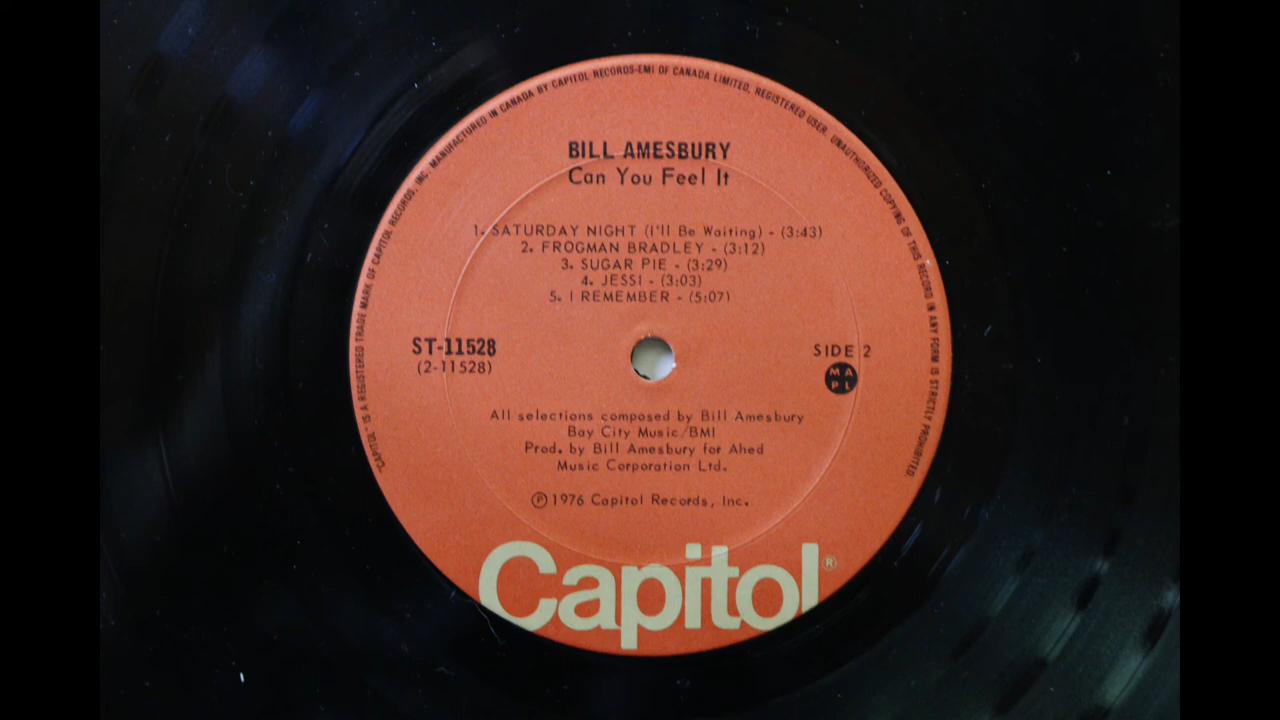 "CAPITOL" IS A REGISTERED TRADE MARK OF CAPITOL RECORDS, INC. MANUFACTURED IN CANADA BY CAPITOL RECORDS-EMI OF CANADA LIMITED, REGISTERED USER. UNAUTHORIZED COPYING OF THIS RECORD IN ANY FORM IS STRICTLY PROHIBITED.
BILL AMESBURY
Can You Feel It
1. SATURDAY NIGHT (I'll Be Waiting) - (3:43)
2. FROGMAN BRADLEY - (3:12)
3. SUGAR PIE - (3:29)
4. JESSI - (3:03)
5. I REMEMBER - (5:07)
ST-11528
(2-11528)
SIDE 2
M A
P L
All selections composed by Bill Amesbury
Bay City Music/BMI
Prod. by Bill Amesbury for Ahed
Music Corporation Ltd.
Ⓟ1976 Capitol Records, Inc.
Capitol®